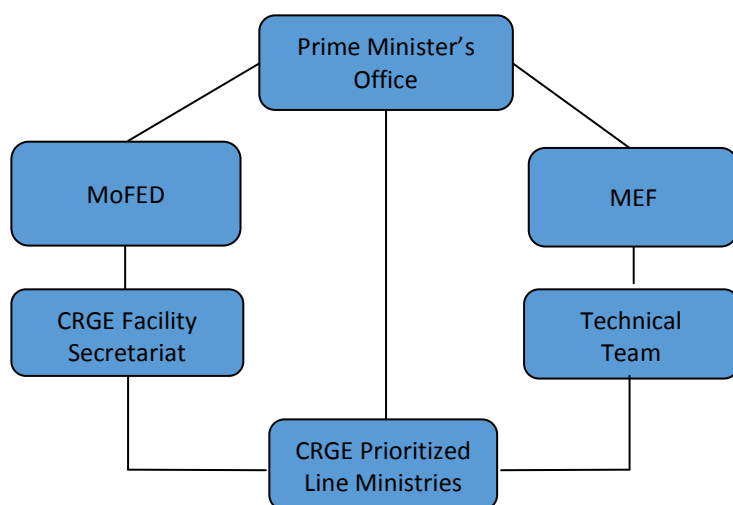 Prime Minister’s
Office
MoFED
MEF
CRGE Facility
Secretariat
Technical
Team
CRGE Prioritized
Line Ministries